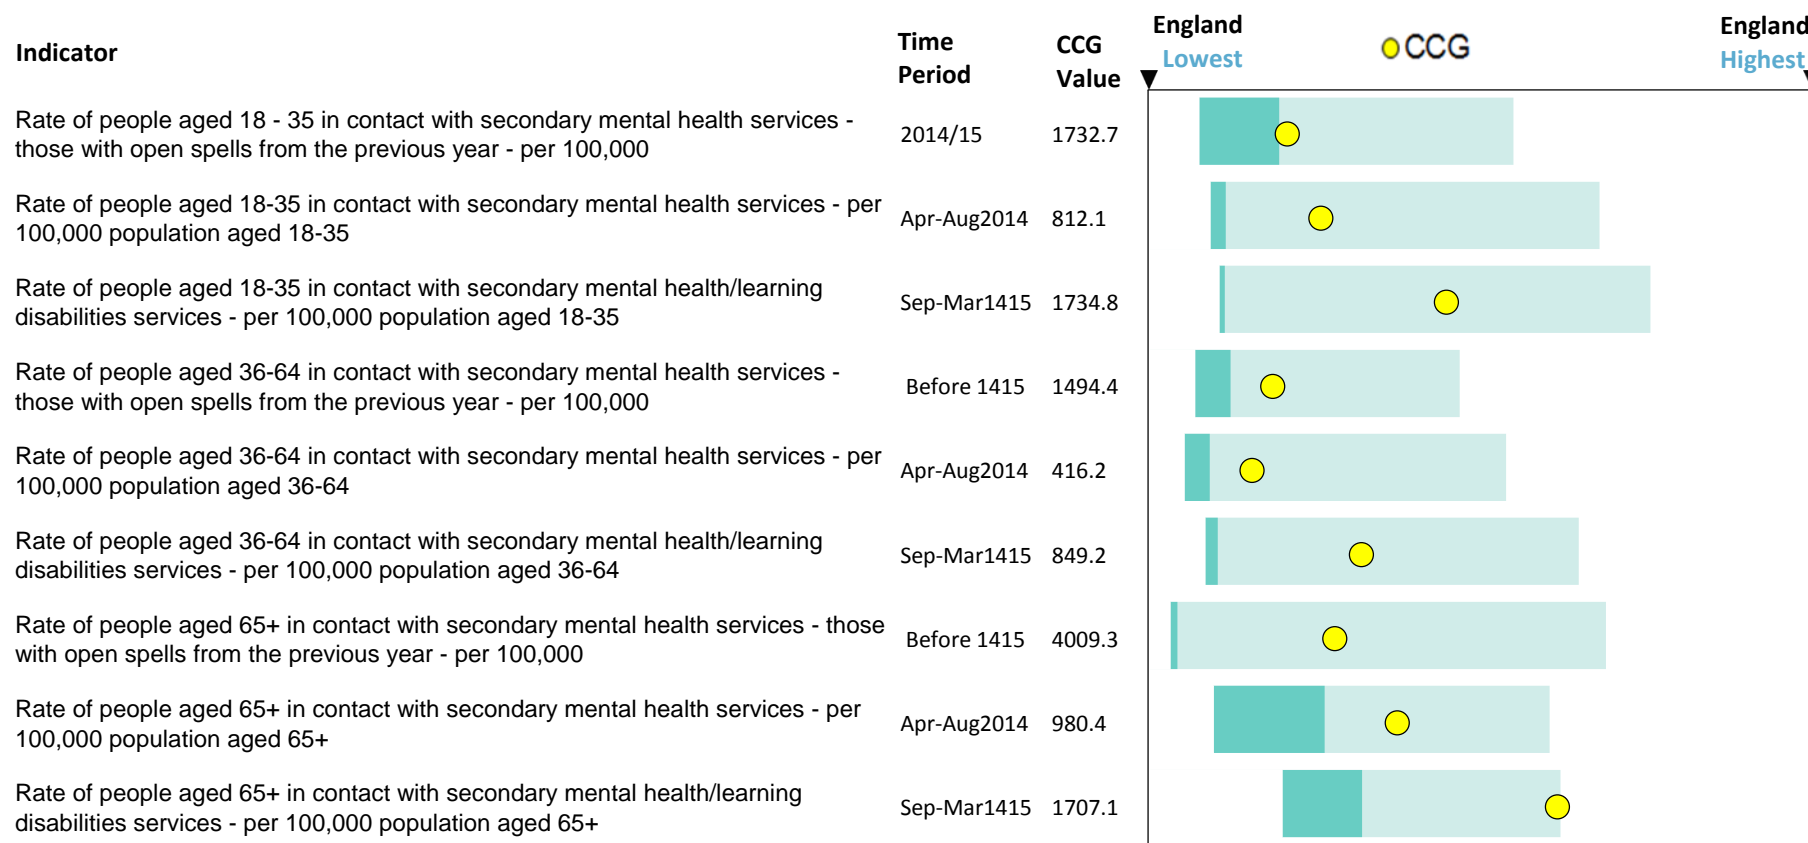 Indicator
Time
Period
CCG
Value
England
Lowest
CCG
England
Highest
Rate of people aged 18 - 35 in contact with secondary mental health services -
those with open spells from the previous year - per 100,000
2014/15
1732.7
Rate of people aged 18-35 in contact with secondary mental health services - per
100,000 population aged 18-35
Apr-Aug2014
812.1
Rate of people aged 18-35 in contact with secondary mental health/learning
disabilities services - per 100,000 population aged 18-35
Sep-Mar1415
1734.8
Rate of people aged 36-64 in contact with secondary mental health services -
those with open spells from the previous year - per 100,000
Before 1415
1494.4
Rate of people aged 36-64 in contact with secondary mental health services - per
100,000 population aged 36-64
Apr-Aug2014
416.2
Rate of people aged 36-64 in contact with secondary mental health/learning
disabilities services - per 100,000 population aged 36-64
Sep-Mar1415
849.2
Rate of people aged 65+ in contact with secondary mental health services - those
with open spells from the previous year - per 100,000
Before 1415
4009.3
Rate of people aged 65+ in contact with secondary mental health services - per
100,000 population aged 65+
Apr-Aug2014
980.4
Rate of people aged 65+ in contact with secondary mental health/learning
disabilities services - per 100,000 population aged 65+
Sep-Mar1415
1707.1